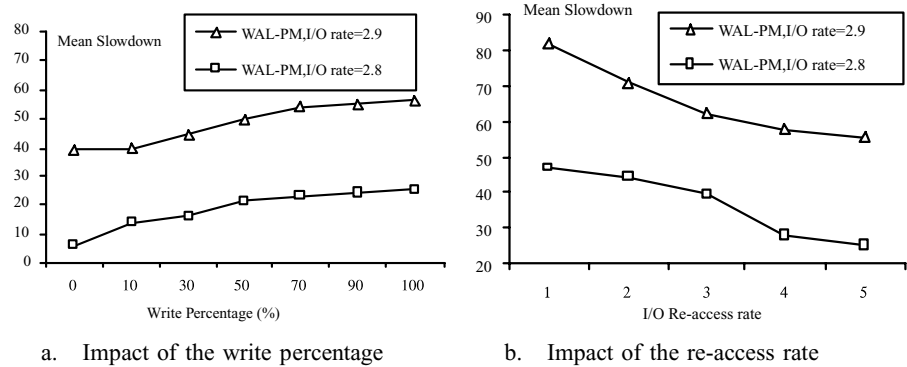 80
70
60
50
40
30
20
10
0
Mean Slowdown
WAL-PM,I/O rate=2.9
WAL-PM,I/O rate=2.8
0 10 30 50 70 90 100
Write Percentage (%)
a. Impact of the write percentage
90
80
70
60
50
40
30
20
Mean Slowdown
WAL-PM,I/O rate=2.9
WAL-PM,I/O rate=2.8
1 2 3 4 5
I/O Re-access rate
b. Impact of the re-access rate